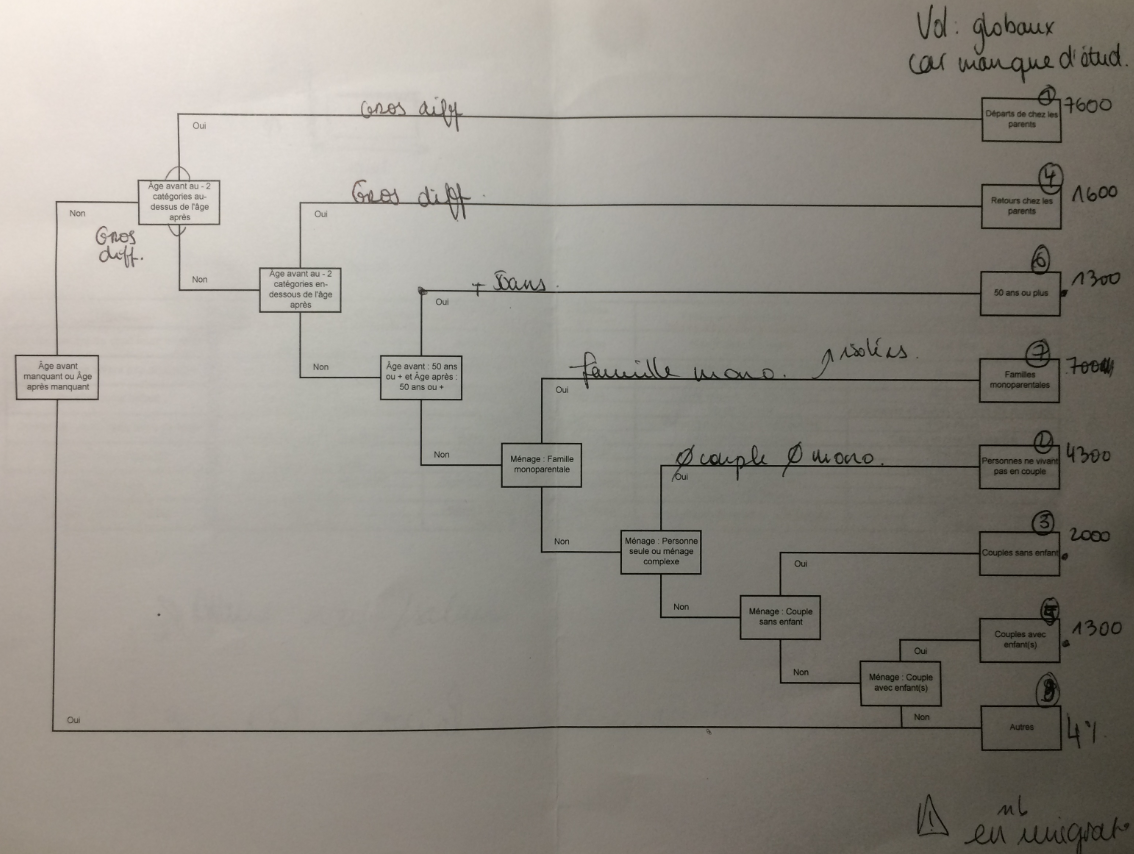 Vol: globaux
car manque d'étud.
Gros diff
①
7600
Départs de chez les
parents
Oui
Âge avant au - 2
catégories au-
dessus de l'âge
après
Non
Gros
diff.
Gros diff.
④
1600
Retours chez les
parents
Oui
Non
Âge avant au - 2
catégories en-
dessous de l'âge
après
+ 50ans.
⑥
1300
50 ans ou plus
Oui
Non
Âge avant
manquant ou Âge
après manquant
Âge avant : 50 ans
ou + et Âge après :
50 ans ou +
famille mono.
↗ isolées.
⑦
Familles
monoparentales
Oui
Non
Ménage : Famille
monoparentale
Ø couple Ø mono.
4300
Personnes ne vivant
pas en couple
Oui
Non
Ménage : Personne
seule ou ménage
complexe
③
2000
Couples sans enfant
Oui
Non
Ménage : Couple
sans enfant
1300
Couples avec
enfant(s)
Oui
Non
Ménage : Couple
avec enfant(s)
Non
Oui
Autres
4%
nb
en